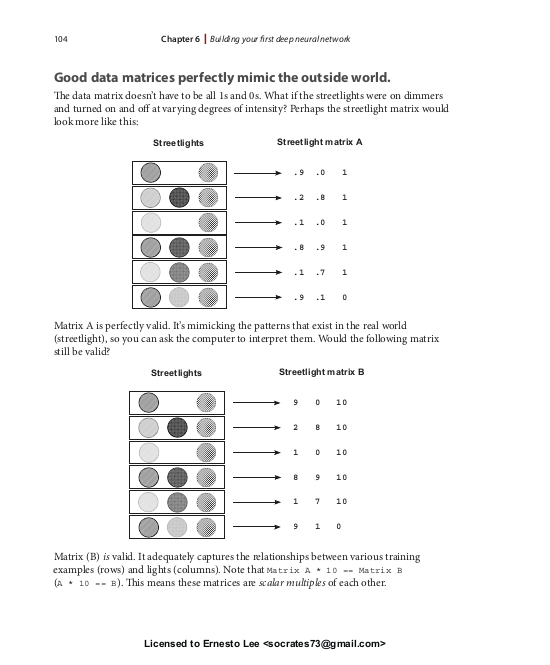 104
Chapter 6 | Building your first deep neural network
Good data matrices perfectly mimic the outside world.
The data matrix doesn't have to be all 1s and 0s. What if the streetlights were on dimmers
and turned on and off at varying degrees of intensity? Perhaps the streetlight matrix would
look more like this:
Streetlights Streetlight matrix A
.9 .0 1
.2 .8 1
.1 .0 1
.8 .9 1
.1 .7 1
.9 .1 0
Matrix A is perfectly valid. It's mimicking the patterns that exist in the real world
(streetlight), so you can ask the computer to interpret them. Would the following matrix
still be valid?
Streetlights Streetlight matrix B
9 0 10
2 8 10
1 0 10
8 9 10
1 7 10
9 1 0
Matrix (B) is valid. It adequately captures the relationships between various training
examples (rows) and lights (columns). Note that Matrix A * 10 == Matrix B
(A * 10 == B). This means these matrices are scalar multiples of each other.
Licensed to Ernesto Lee <socrates73@gmail.com>